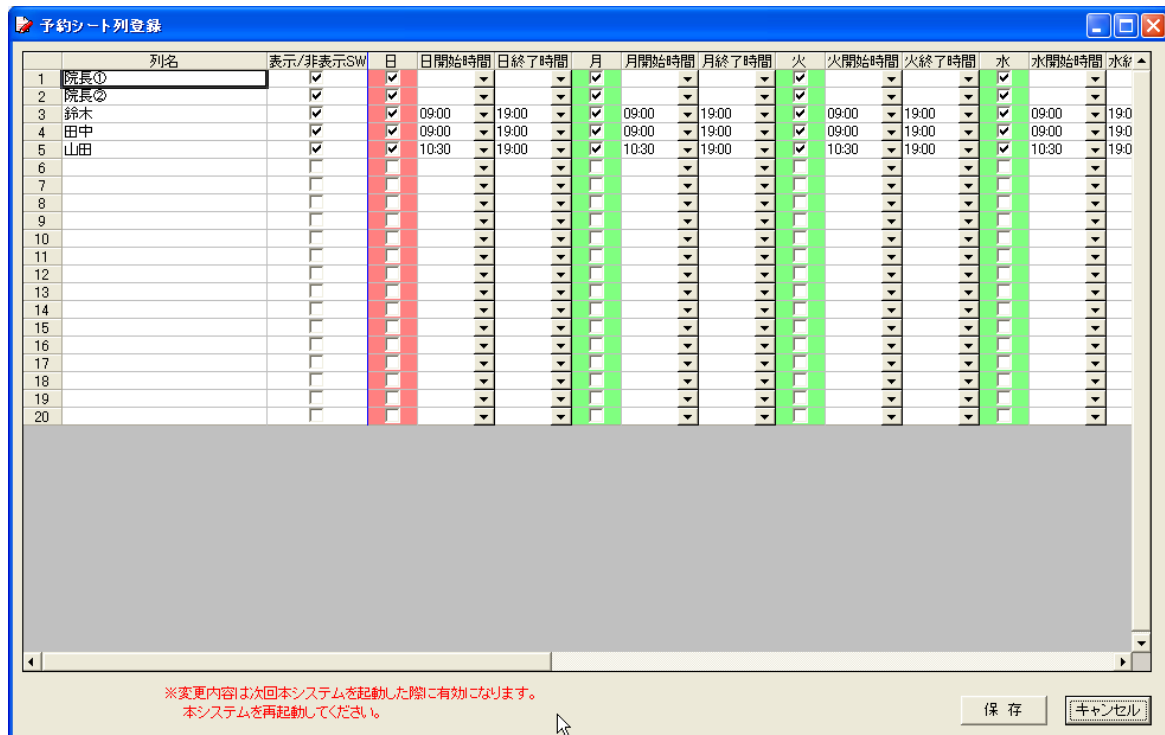 予約シート列登録
列名 表示/非表示SW 日 日開始時間 日終了時間 月 月開始時間 月終了時間 火 火開始時間 火終了時間 水 水開始時間 水終
1 院長①
2 院長②
3 鈴木 09:00 19:00 09:00 19:00 09:00 19:00 09:00 19:0
4 田中 09:00 19:00 09:00 19:00 09:00 19:00 09:00 19:0
5 山田 10:30 19:00 10:30 19:00 10:30 19:00 10:30 19:0
6
7
8
9
10
11
12
13
14
15
16
17
18
19
20
※変更内容は次回本システムを起動した際に有効になります。
本システムを再起動してください。
保存 キャンセル